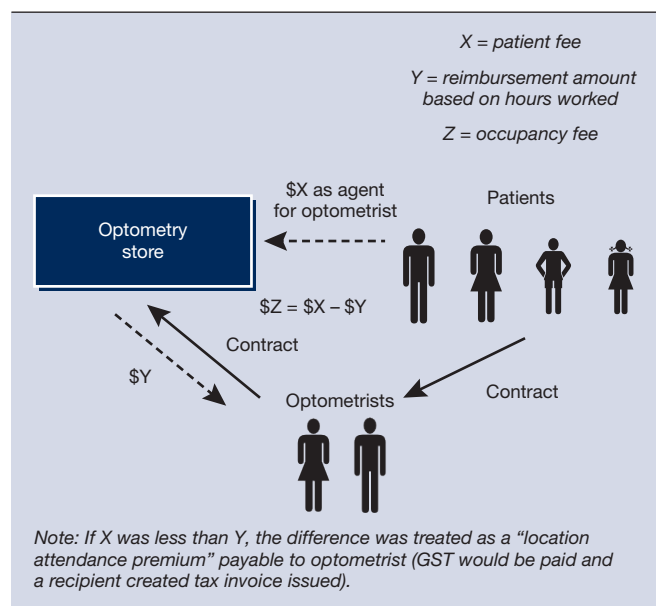 X = patient fee
Y = reimbursement amount
based on hours worked
Z = occupancy fee
$X as agent
for optometrist
Patients
Optometry
store
$Z = $X – $Y
Contract
$Y
Optometrists
Contract
Note: If X was less than Y, the difference was treated as a “location
attendance premium” payable to optometrist (GST would be paid and
a recipient created tax invoice issued).